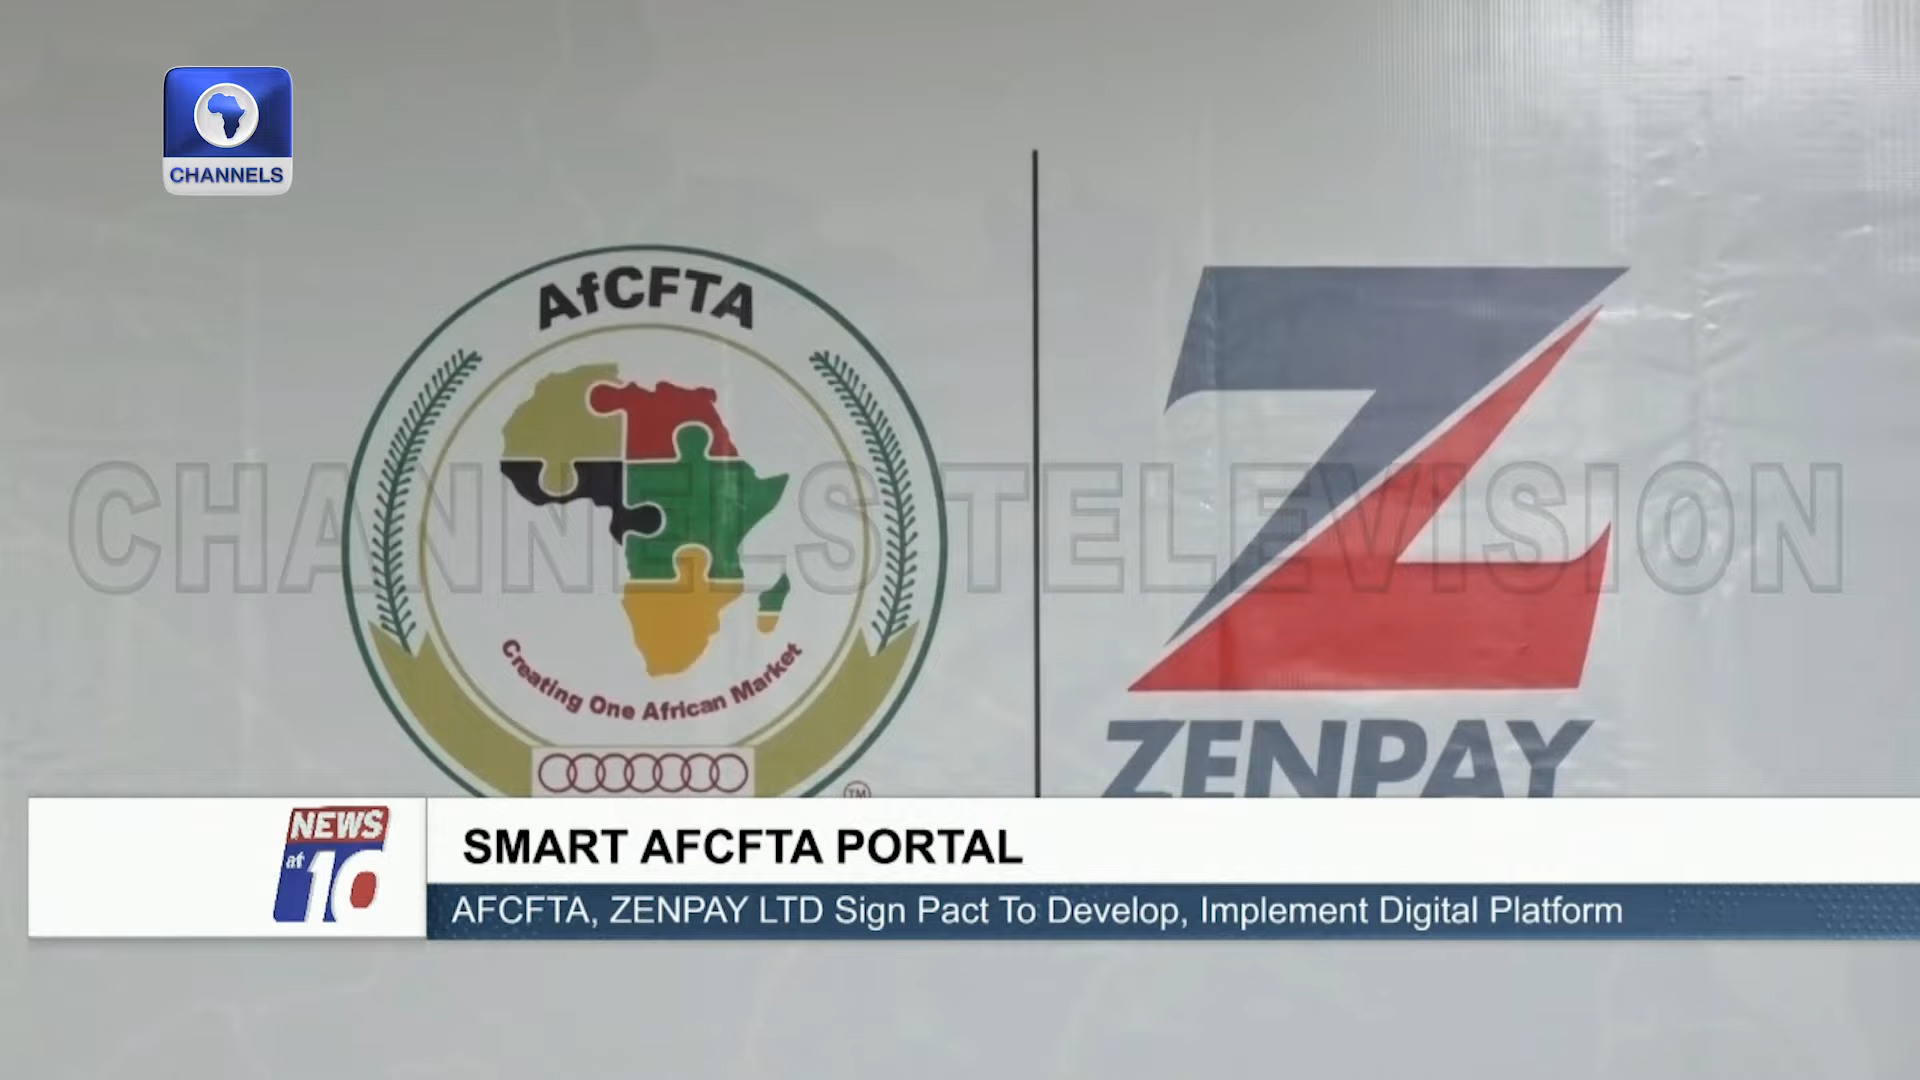 CHANNELS
AfCFTA
CHANNELS TELEVISION
Creating One African Market
TM
ZENPAY
NEWS
at
10
SMART AFCFTA PORTAL
AFCFTA, ZENPAY LTD Sign Pact To Develop, Implement Digital Platform